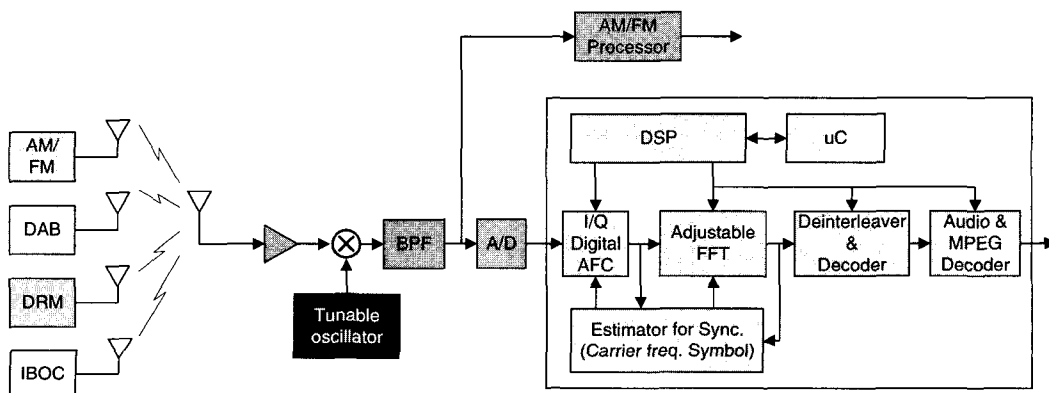 AM/FM
Processor
DSP
uC
AM/
FM
DAB
DRM
IBOC
BPF
A/D
I/Q
Digital
AFC
Adjustable
FFT
Deinterleaver
&
Decoder
Audio &
MPEG
Decoder
Tunable
oscillator
Estimator for Sync.
(Carrier freq. Symbol)